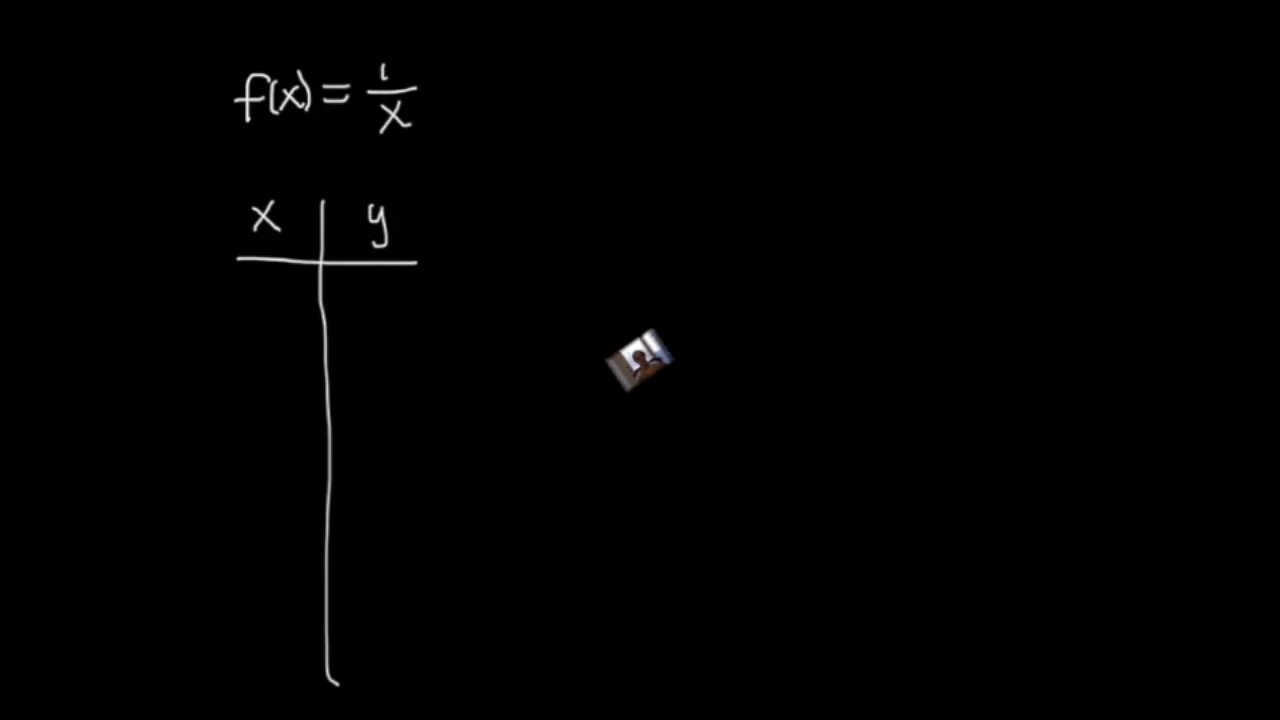 f(x) = 1/x
x y